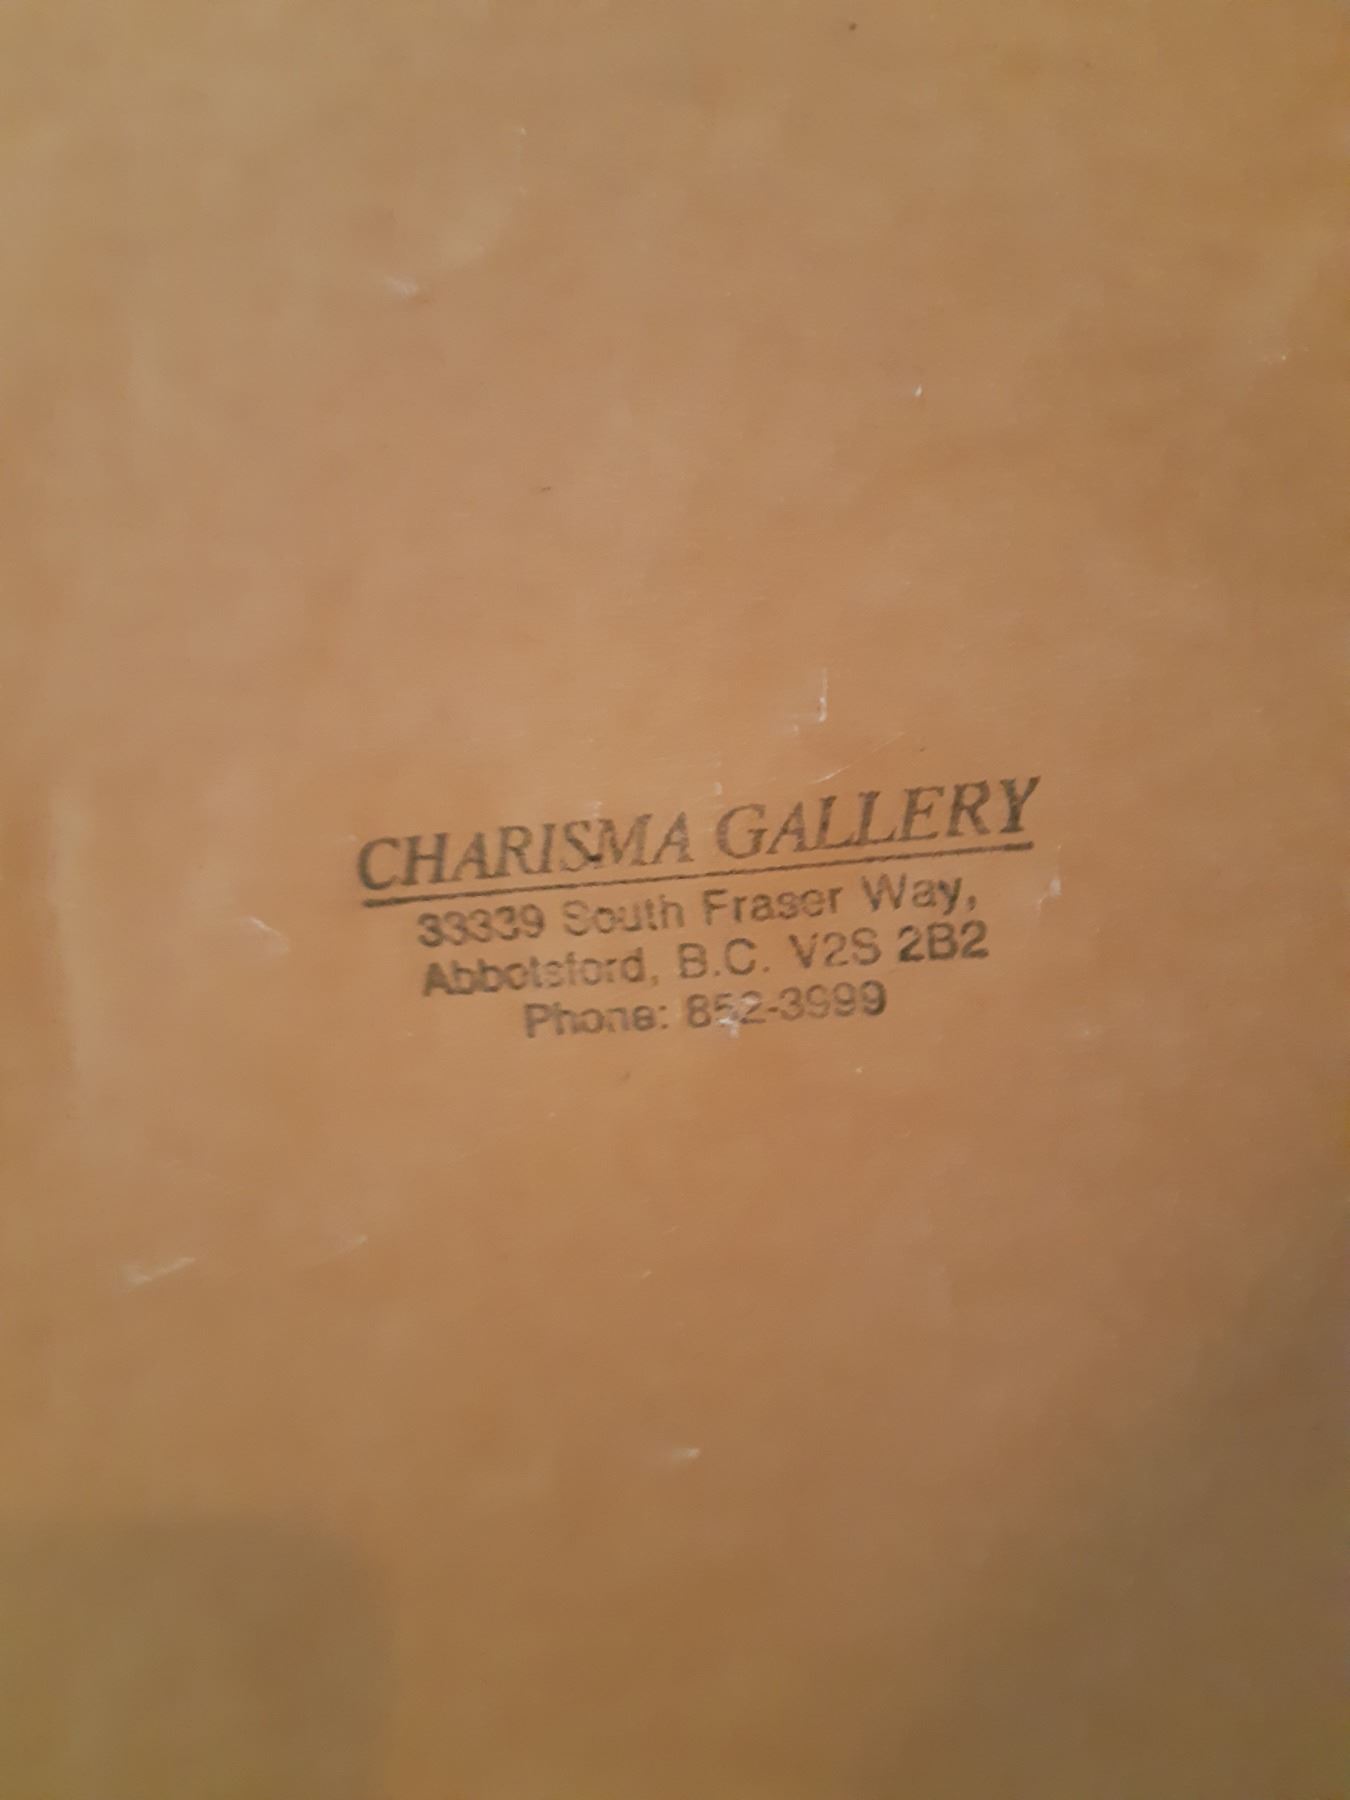 CHARISMA GALLERY
33339 South Fraser Way,
Abbotsford, B.C. V2S 2B2
Phone: 852-3999